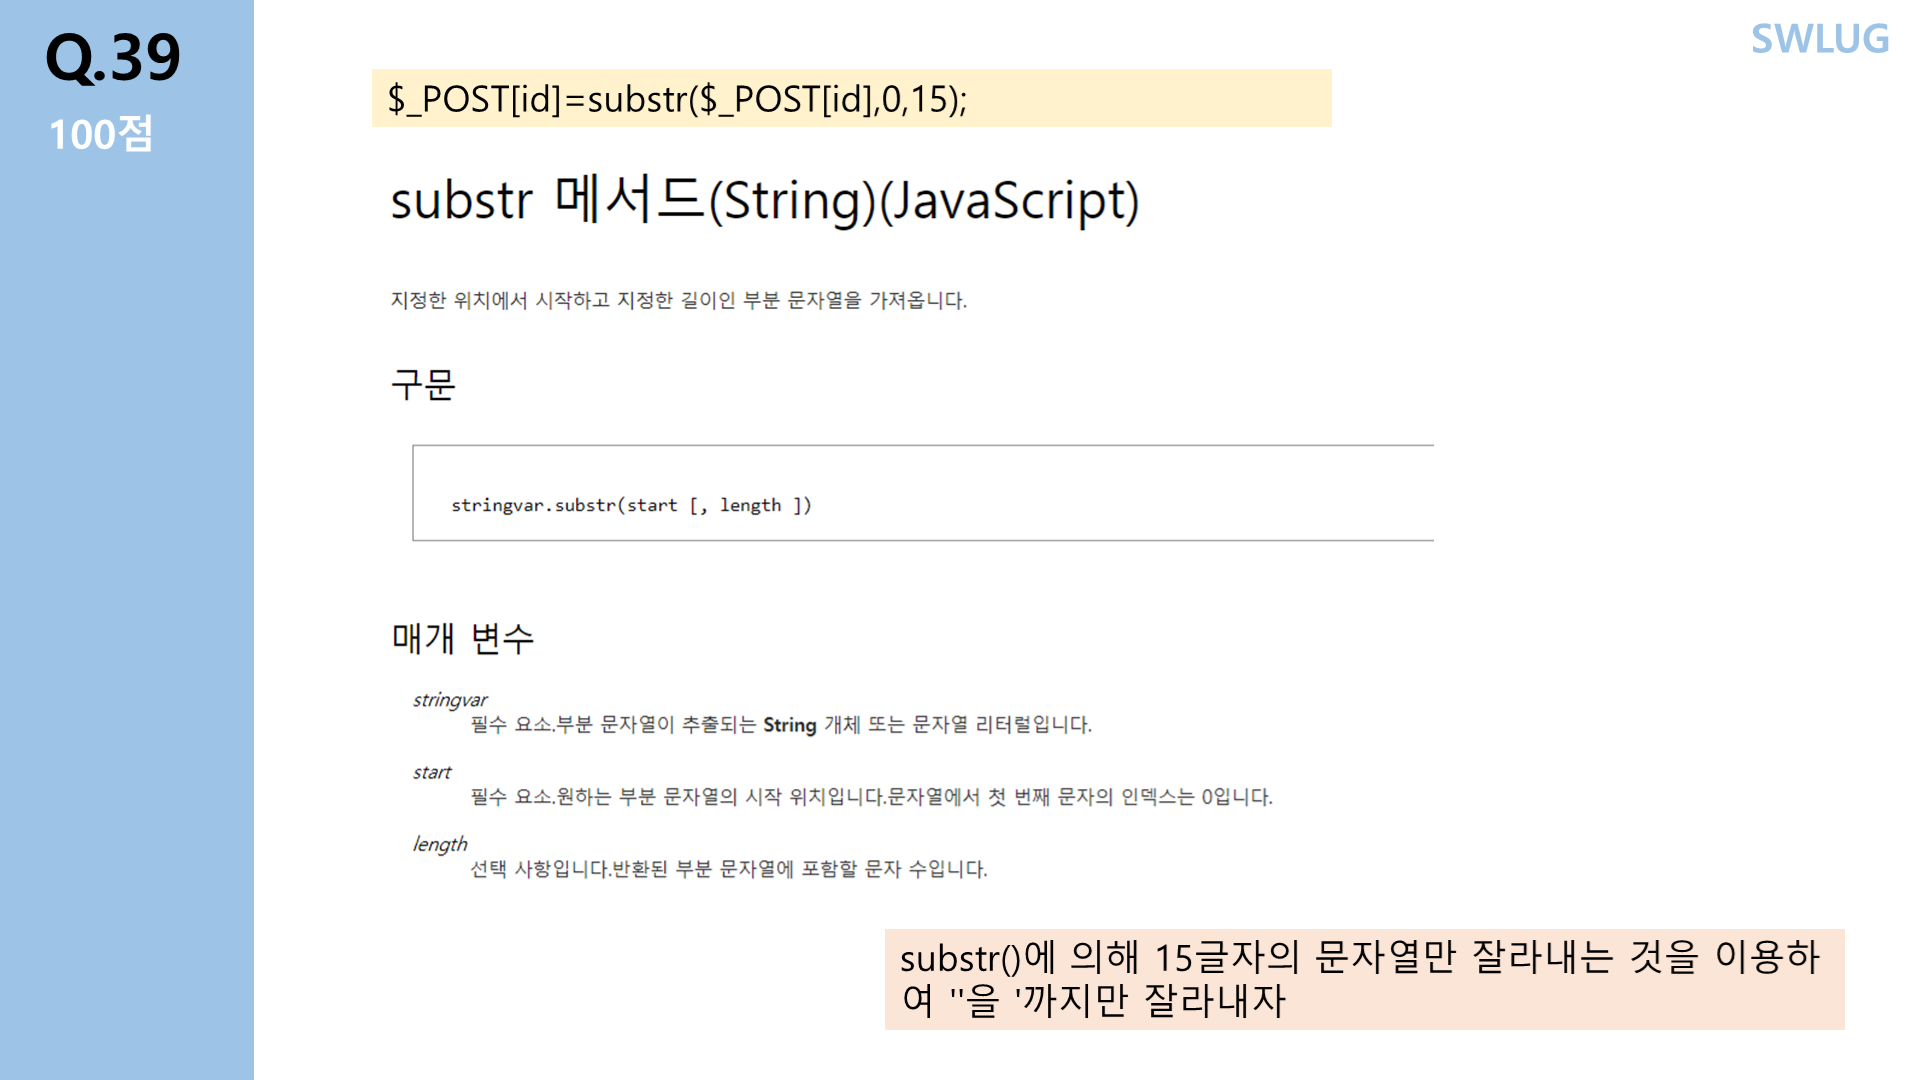 Q.39
100점
SWLUG
$_POST[id]=substr($_POST[id],0,15);
substr 메서드(String)(JavaScript)
지정한 위치에서 시작하고 지정한 길이인 부분 문자열을 가져옵니다.
구문
stringvar.substr(start [, length ])
매개 변수
stringvar
필수 요소.부분 문자열이 추출되는 String 개체 또는 문자열 리터럴입니다.
start
필수 요소.원하는 부분 문자열의 시작 위치입니다.문자열에서 첫 번째 문자의 인덱스는 0입니다.
length
선택 사항입니다.반환된 부분 문자열에 포함할 문자 수입니다.
substr()에 의해 15글자의 문자열만 잘라내는 것을 이용하
여 ''을 '까지만 잘라내자